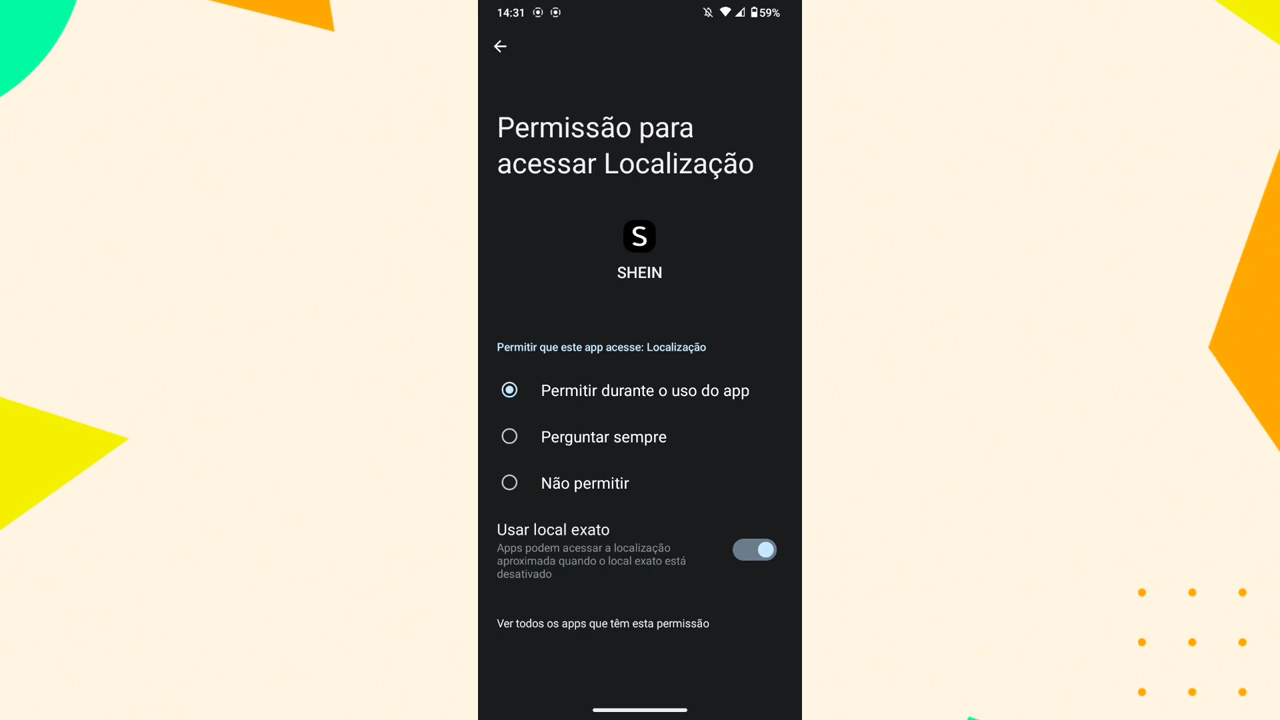 14:31 59%
Permissão para
acessar Localização
S
SHEIN
Permitir que este app acesse: Localização
Permitir durante o uso do app
Perguntar sempre
Não permitir
Usar local exato
Apps podem acessar a localização
aproximada quando o local exato está
desativado
Ver todos os apps que têm esta permissão